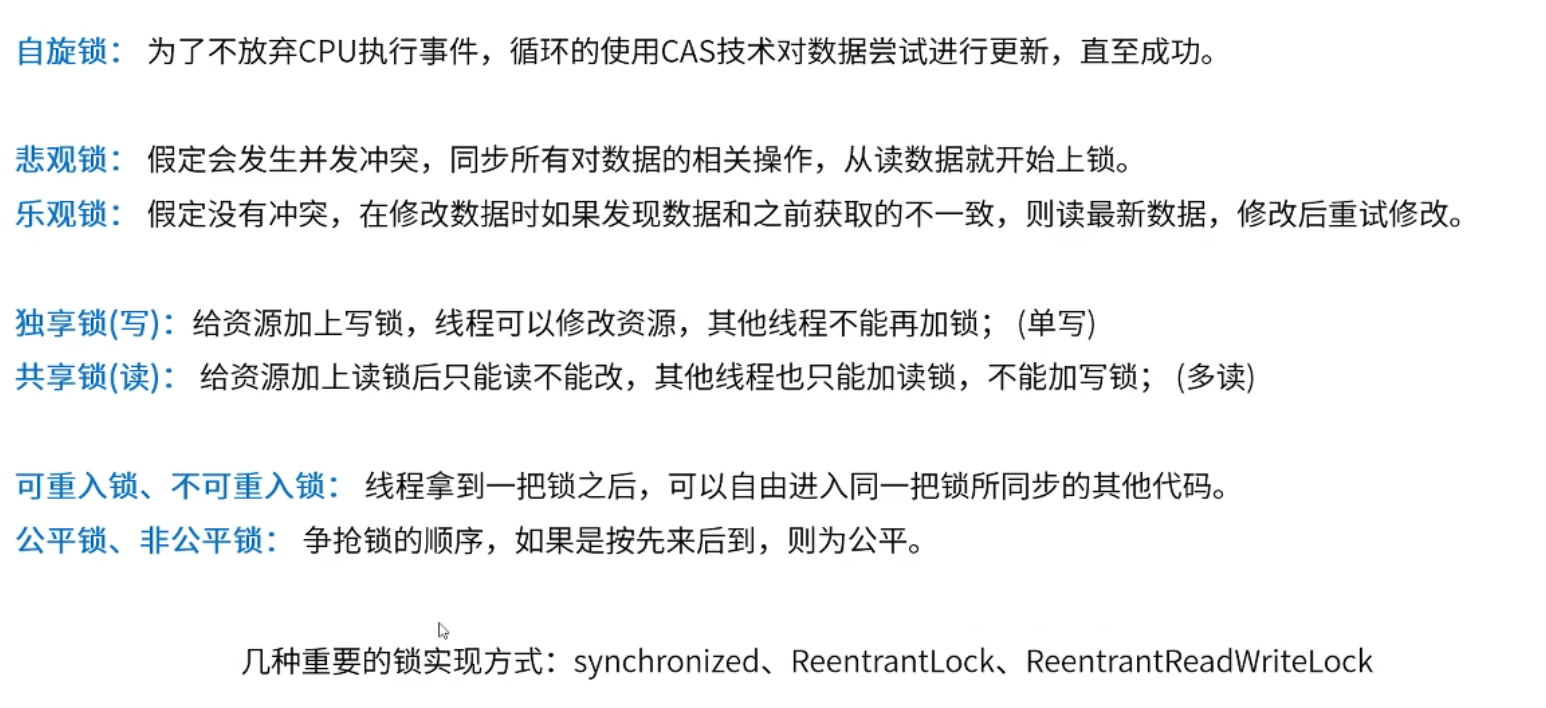 自旋锁： 为了不放弃CPU执行事件，循环的使用CAS技术对数据尝试进行更新，直至成功。
悲观锁： 假定会发生并发冲突，同步所有对数据的相关操作，从读数据就开始上锁。
乐观锁： 假定没有冲突，在修改数据时如果发现数据和之前获取的不一致，则读最新数据，修改后重试修改。
独享锁(写)：给资源加上写锁，线程可以修改资源，其他线程不能再加锁； (单写)
共享锁(读)： 给资源加上读锁后只能读不能改，其他线程也只能加读锁，不能加写锁； (多读)
可重入锁、不可重入锁： 线程拿到一把锁之后，可以自由进入同一把锁所同步的其他代码。
公平锁、非公平锁： 争抢锁的顺序，如果是按先来后到，则为公平。
几种重要的锁实现方式：synchronized、ReentrantLock、ReentrantReadWriteLock